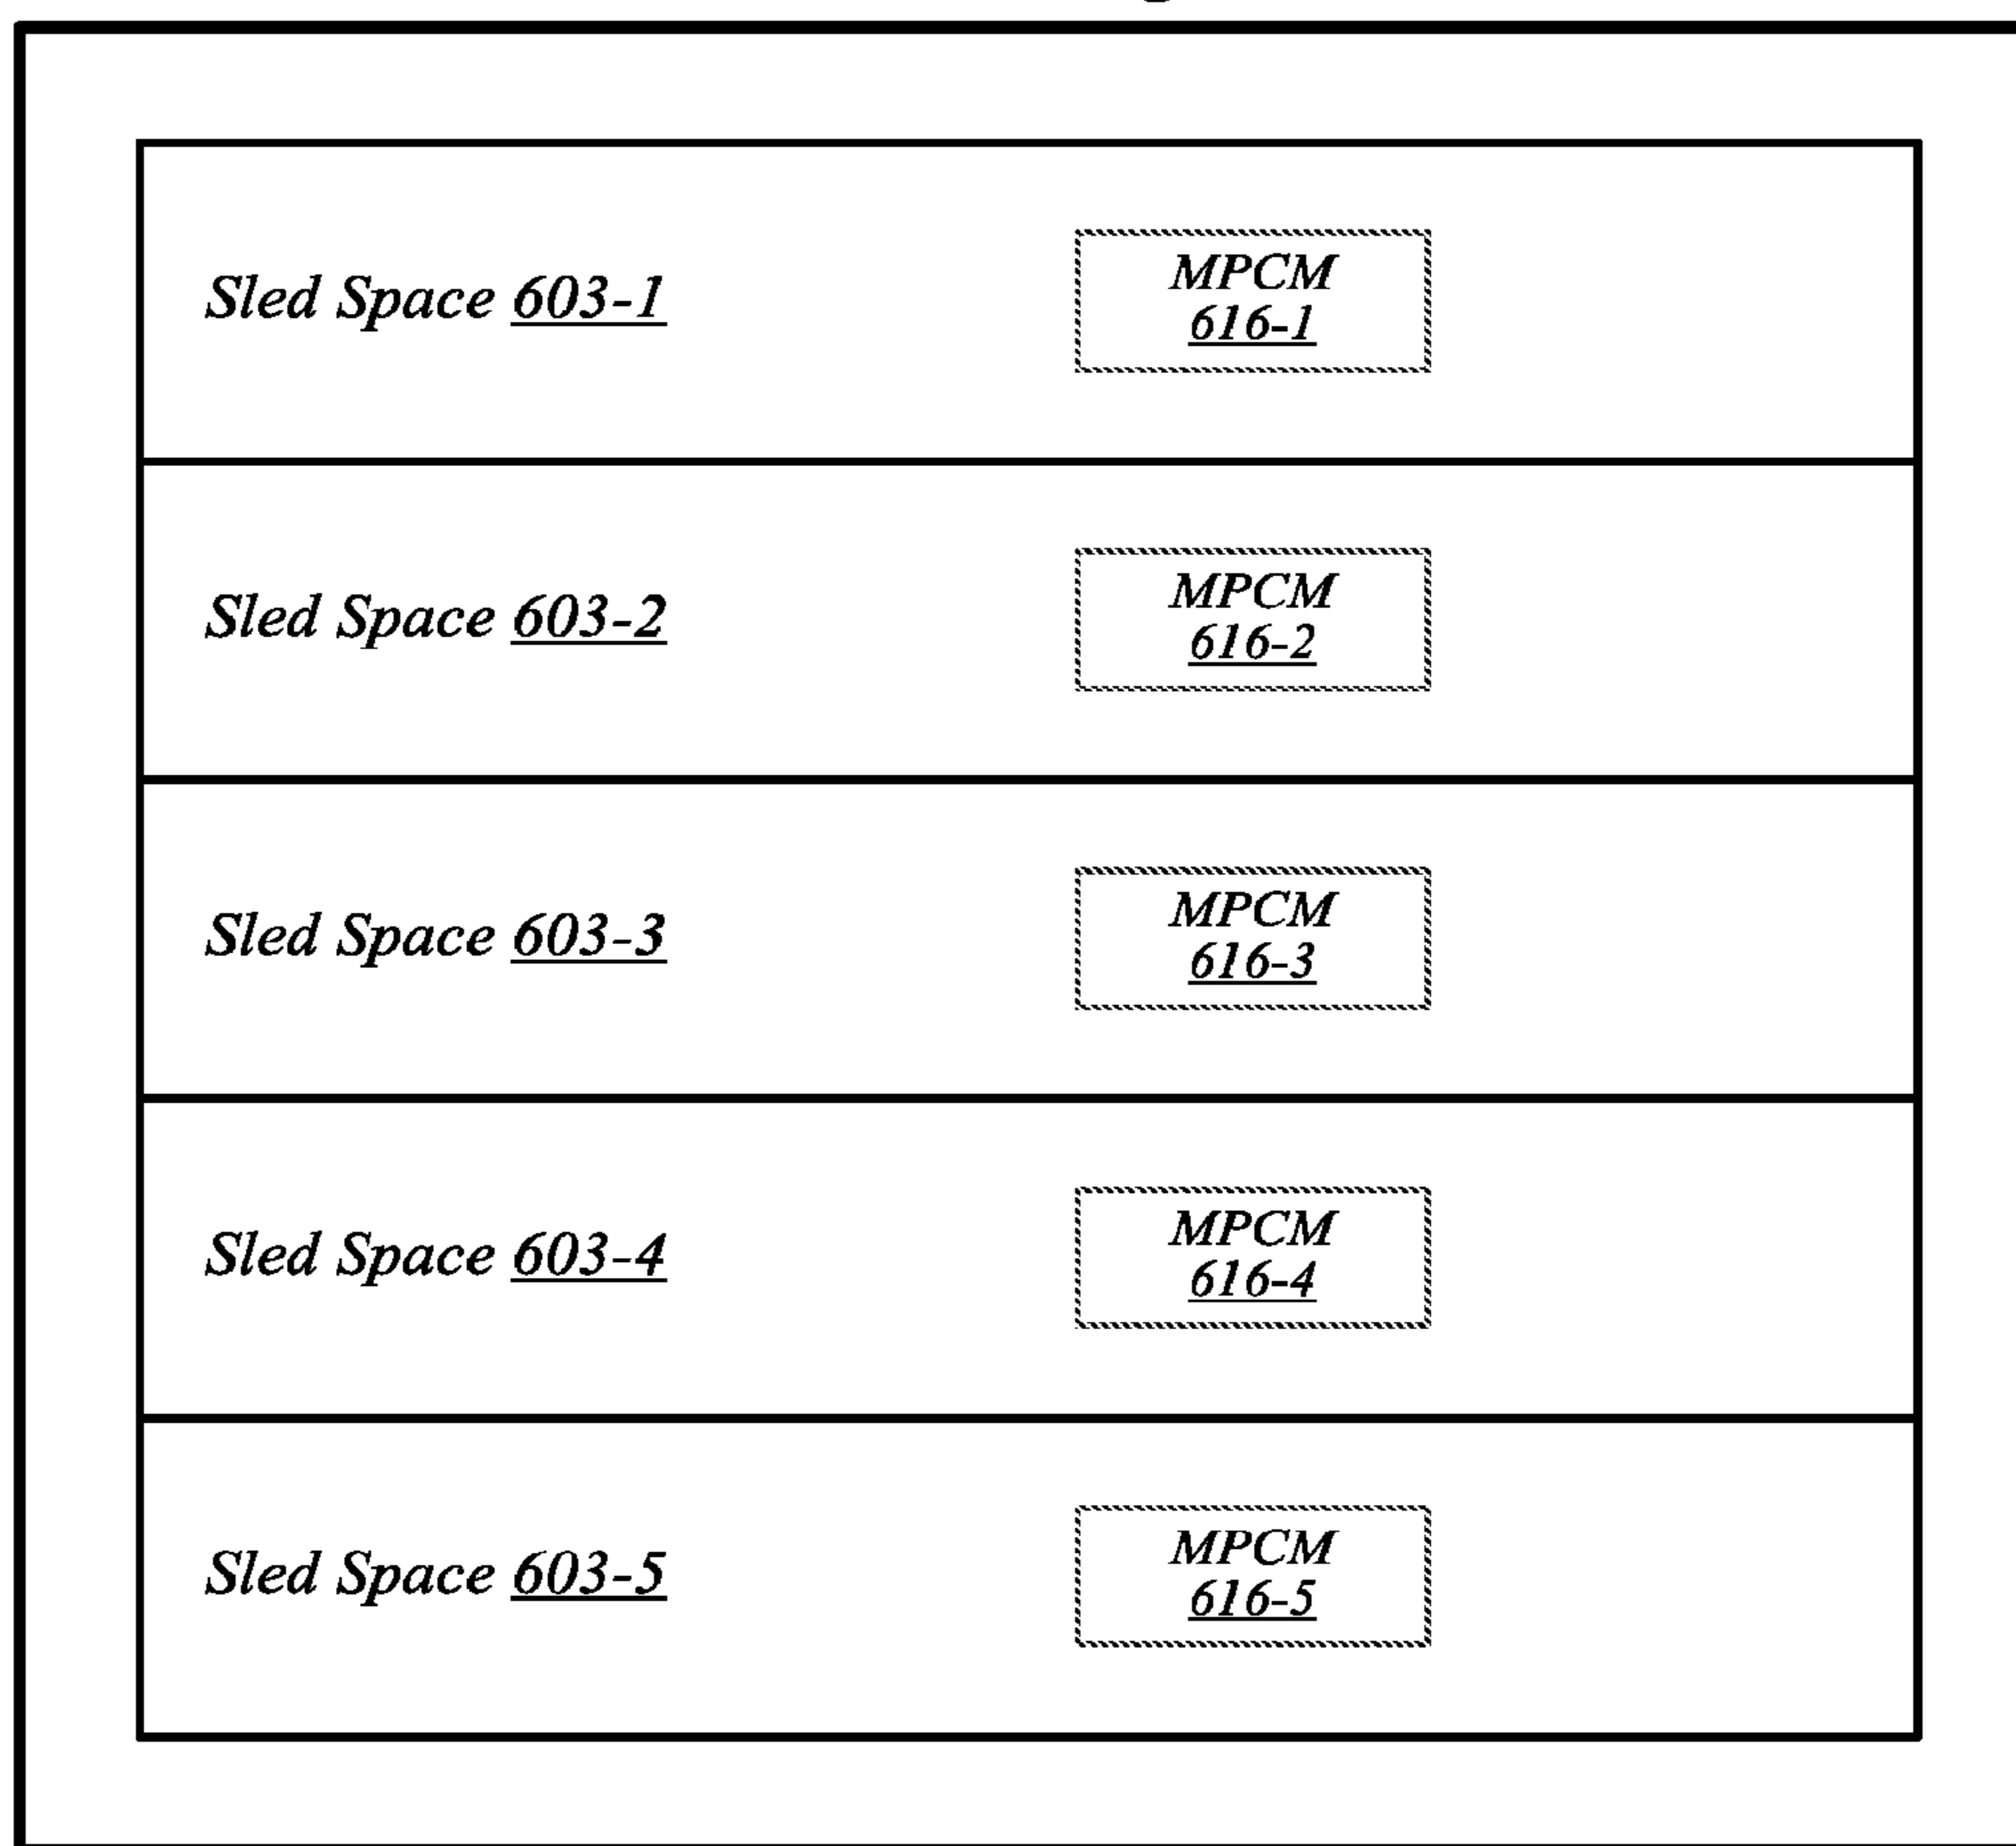 Sled Space 603-1
MPCM
616-1
Sled Space 603-2
MPCM
616-2
Sled Space 603-3
MPCM
616-3
Sled Space 603-4
MPCM
616-4
Sled Space 603-5
MPCM
616-5